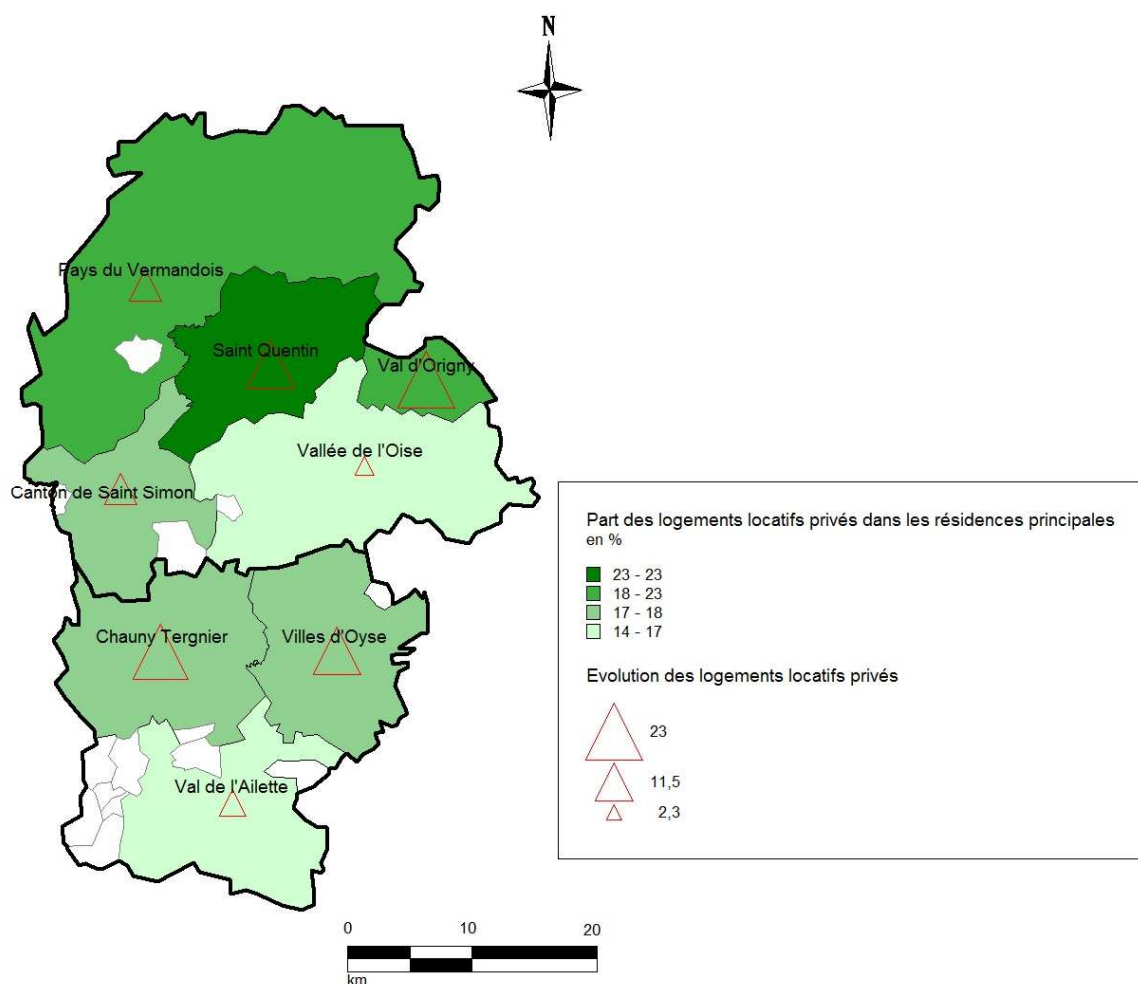 N
Pays du Vermandois
Saint Quentin
Val d'Origny
Vallée de l'Oise
Canton de Saint Simon
Chauny Tergnier
Villes d'Oyse
Val de l'Ailette
Part des logements locatifs privés dans les résidences principales
en %
23 - 23
18 - 23
17 - 18
14 - 17
Evolution des logements locatifs privés
23
11,5
2,3
0 10 20
km